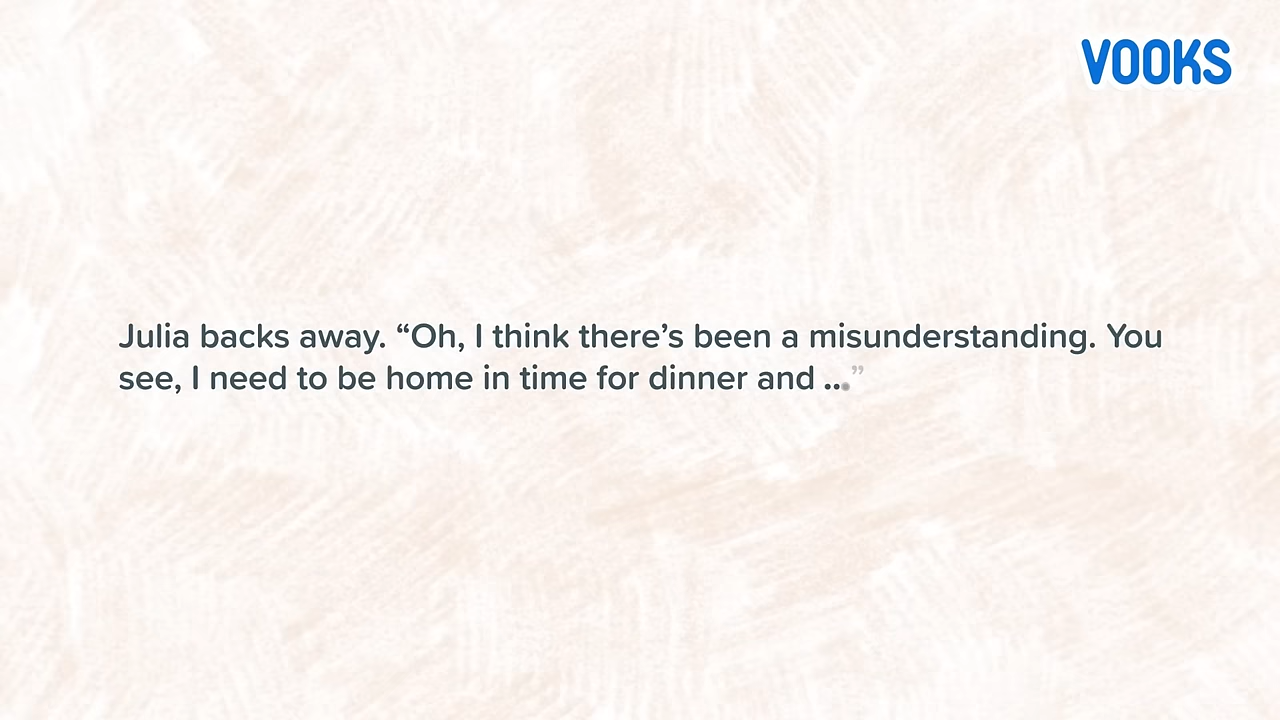 VOOKS
Julia backs away. “Oh, I think there’s been a misunderstanding. You
see, I need to be home in time for dinner and ...”